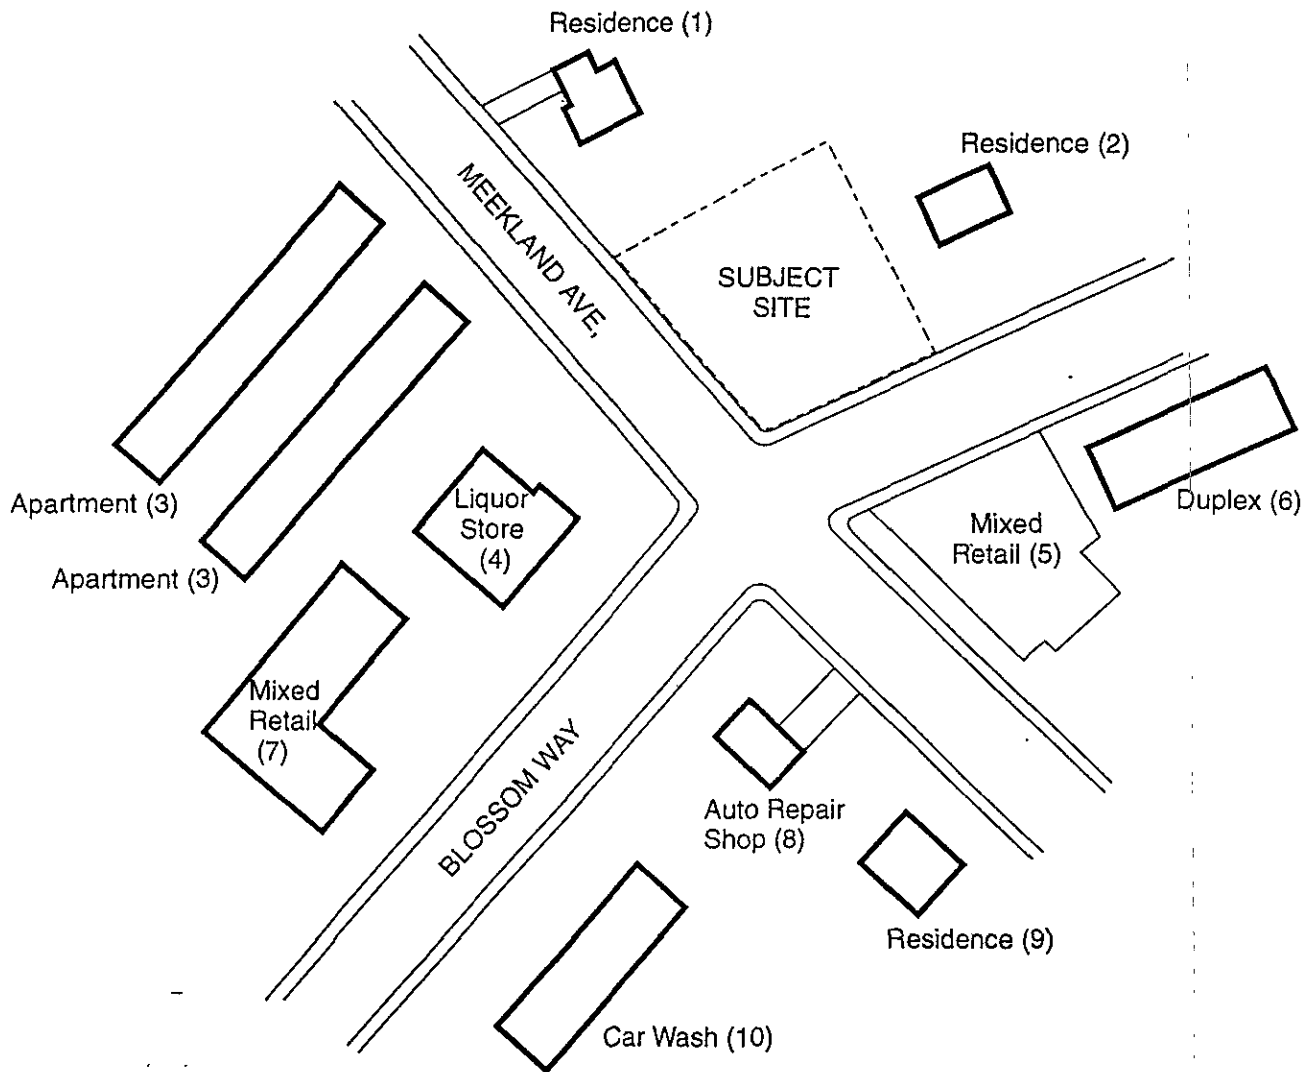 Residence (1)
Residence (2)
MEEKLAND AVE,
SUBJECT
SITE
Apartment (3)
Liquor
Store
(4)
Mixed
Retail (5)
Duplex (6)
Apartment (3)
Mixed
Retail
(7)
BLOSSOM WAY
Auto Repair
Shop (8)
Residence (9)
Car Wash (10)